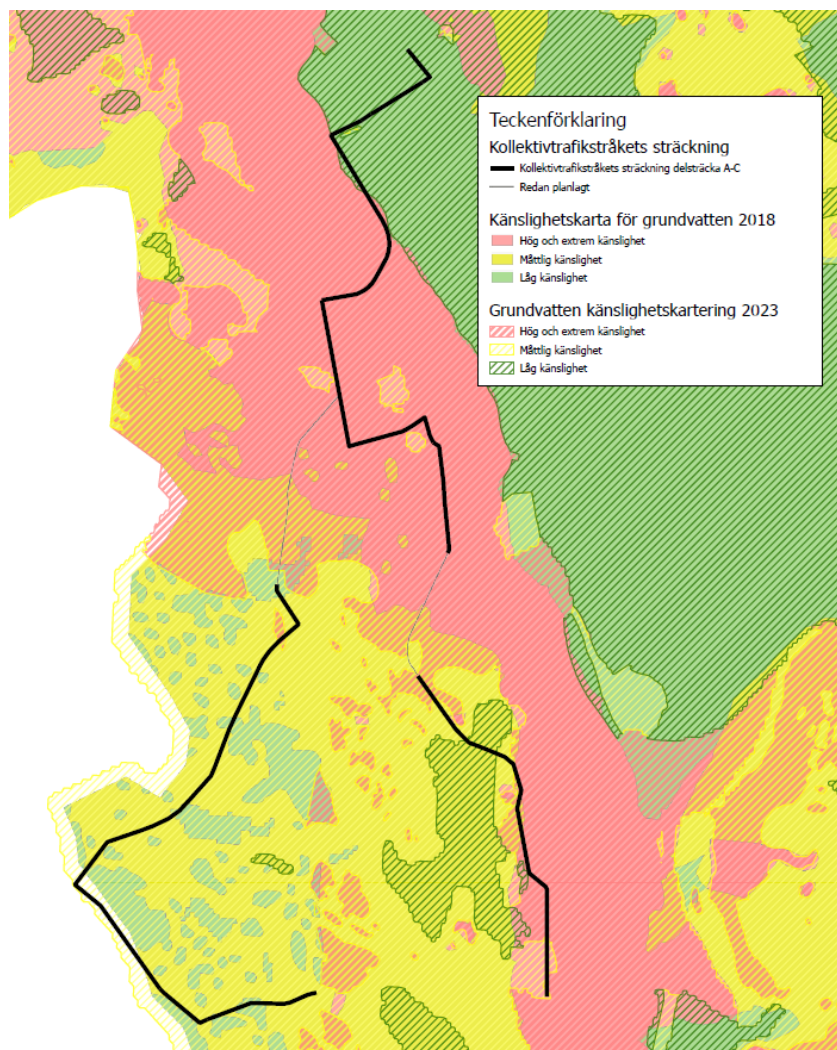 Teckenförklaring
Kollektivtrafikstråkets sträckning
Kollektivtrafikstråkets sträckning delsträcka A-C
Redan planlagt
Känslighetskarta för grundvatten 2018
Hög och extrem känslighet
Måttlig känslighet
Låg känslighet
Grundvatten känslighetskartering 2023
Hög och extrem känslighet
Måttlig känslighet
Låg känslighet